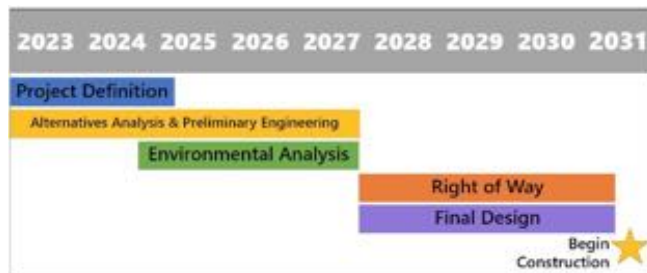 2023 2024 2025 2026 2027 2028 2029 2030 2031
Project Definition
Alternatives Analysis & Preliminary Engineering
Environmental Analysis
Right of Way
Final Design
Begin
Construction